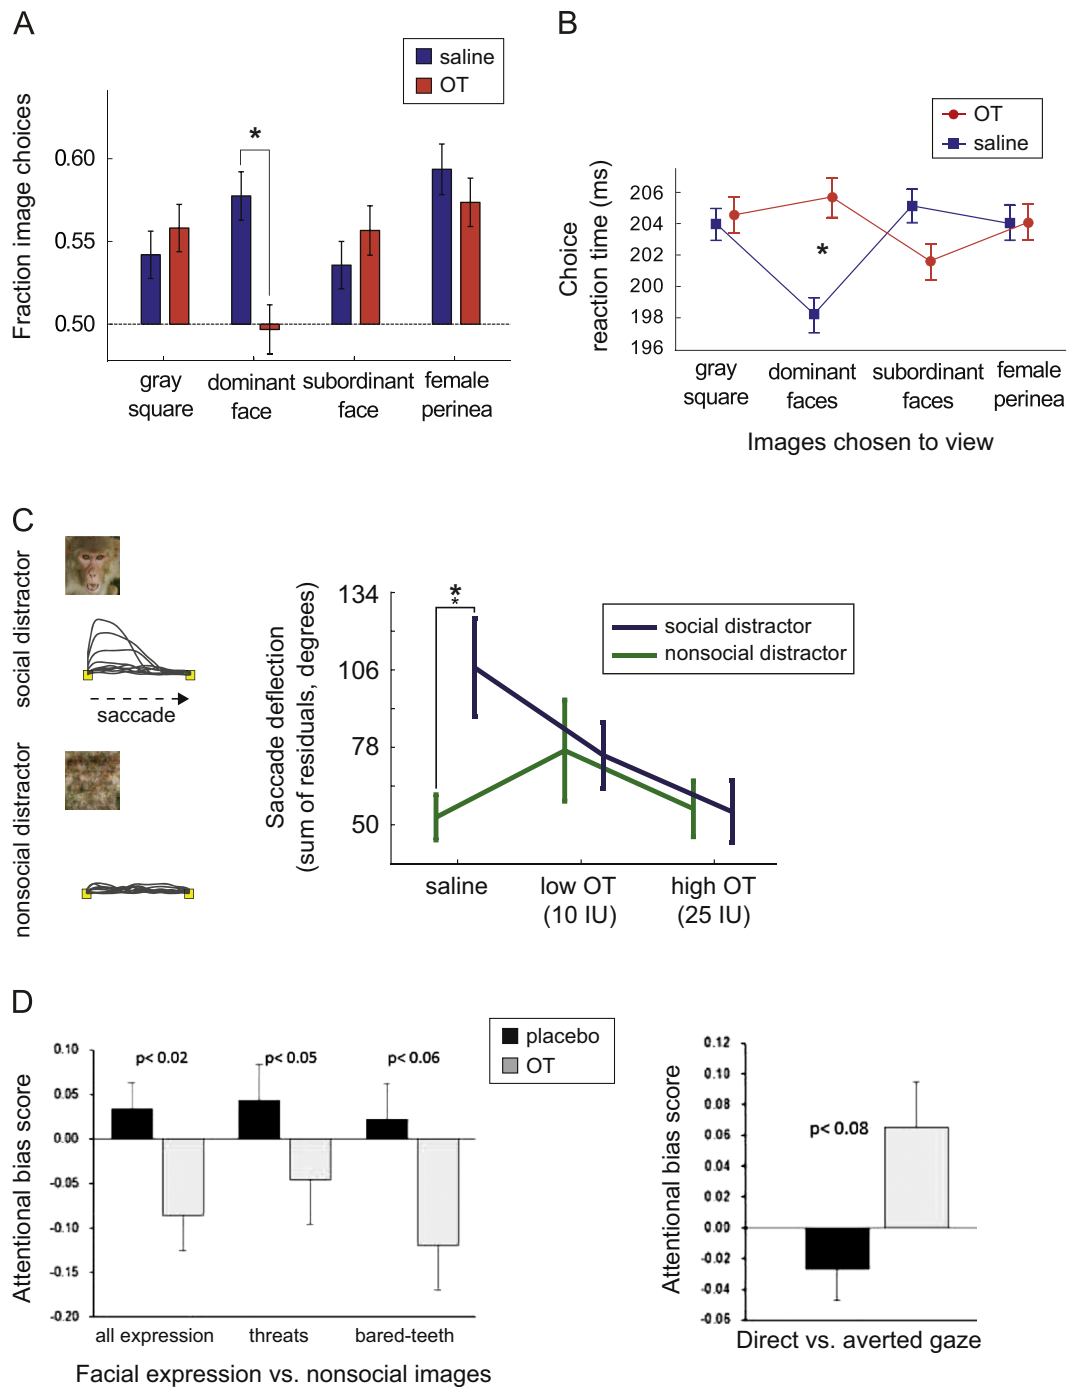 A
saline
OT
Fraction image choices
0.60
0.55
0.50
*
gray
square
dominant
face
subordinant
face
female
perinea
B
OT
saline
Choice
reaction time (ms)
206
204
202
200
198
196
*
gray
square
dominant
faces
subordinant
faces
female
perinea
Images chosen to view
C
social distractor
saccade
nonsocial distractor
Saccade deflection
(sum of residuals, degrees)
134
106
78
50
*
*
social distractor
nonsocial distractor
saline
low OT
(10 IU)
high OT
(25 IU)
D
placebo
OT
Attentional bias score
0.10
0.05
0.00
-0.05
-0.10
-0.15
-0.20
p< 0.02
p< 0.05
p< 0.06
all expression
threats
bared-teeth
Facial expression vs. nonsocial images
Attentional bias score
0.12
0.10
0.08
0.06
0.04
0.02
0.00
-0.02
-0.04
-0.06
p< 0.08
Direct vs. averted gaze